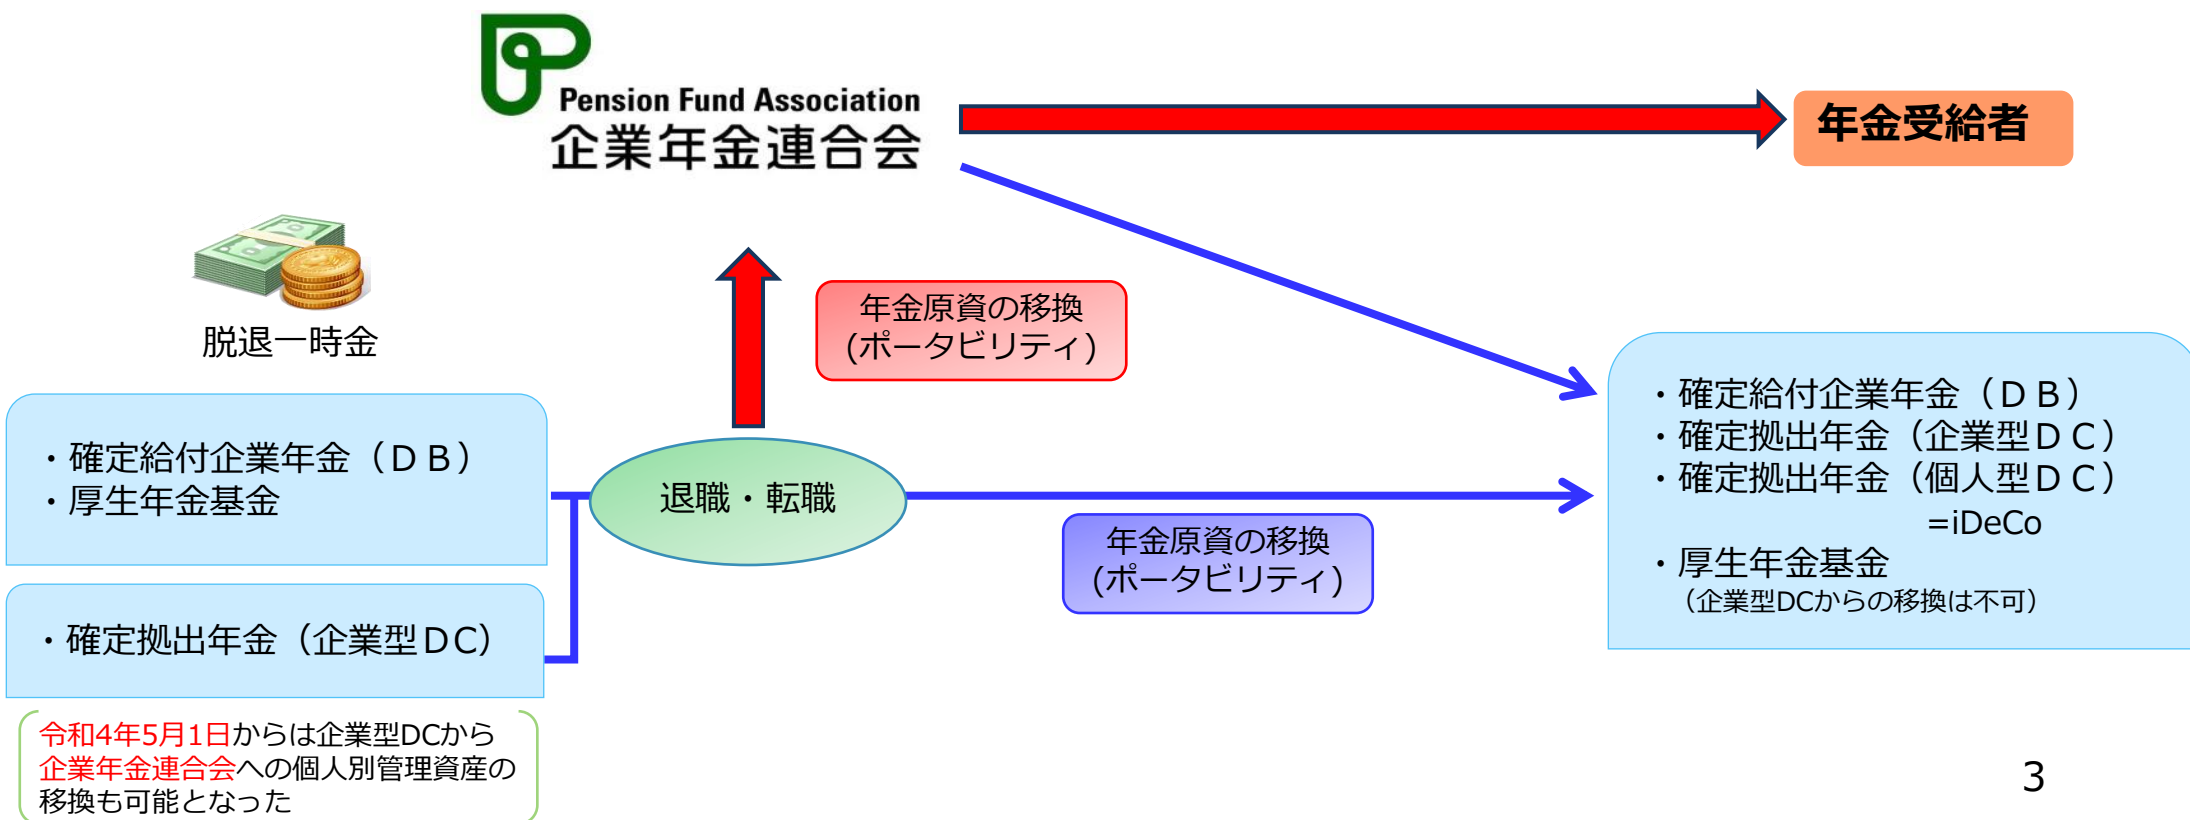 Pension Fund Association
企業年金連合会
年金受給者
脱退一時金
年金原資の移換
(ポータビリティ)
・確定給付企業年金（ＤＢ）
・厚生年金基金
退職・転職
・確定拠出年金（企業型ＤＣ）
令和4年5月1日からは企業型DCから
企業年金連合会への個人別管理資産の
移換も可能となった
年金原資の移換
(ポータビリティ)
・確定給付企業年金（ＤＢ）
・確定拠出年金（企業型ＤＣ）
・確定拠出年金（個人型ＤＣ）
=iDeCo
・厚生年金基金
（企業型DCからの移換は不可）
3